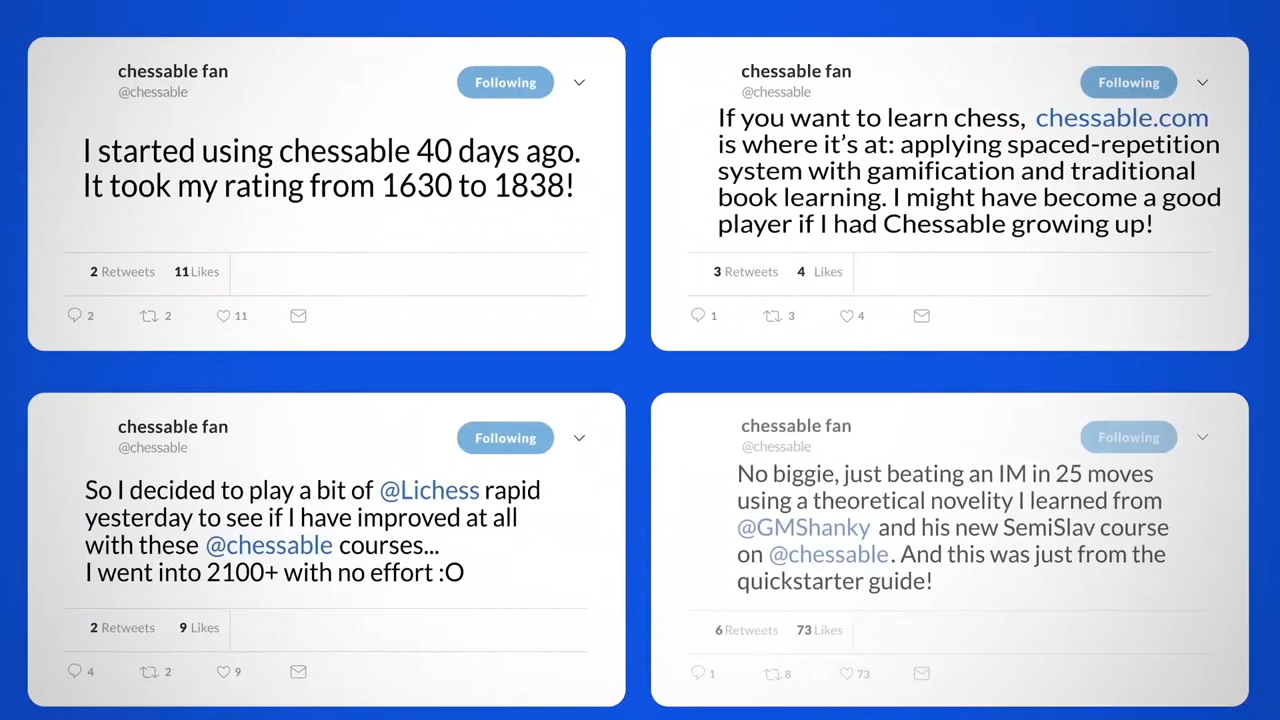 chessable fan
@chessable
Following
I started using chessable 40 days ago.
It took my rating from 1630 to 1838!
2 Retweets 11 Likes
2 2 11
chessable fan
@chessable
Following
If you want to learn chess, chessable.com
is where it’s at: applying spaced-repetition
system with gamification and traditional
book learning. I might have become a good
player if I had Chessable growing up!
3 Retweets 4 Likes
1 3 4
chessable fan
@chessable
Following
So I decided to play a bit of @Lichess rapid
yesterday to see if I have improved at all
with these @chessable courses...
I went into 2100+ with no effort :O
2 Retweets 9 Likes
4 2 9
chessable fan
@chessable
Following
No biggie, just beating an IM in 25 moves
using a theoretical novelity I learned from
@GMShanky and his new SemiSlav course
on @chessable. And this was just from the
quickstarter guide!
6 Retweets 73 Likes
1 8 73